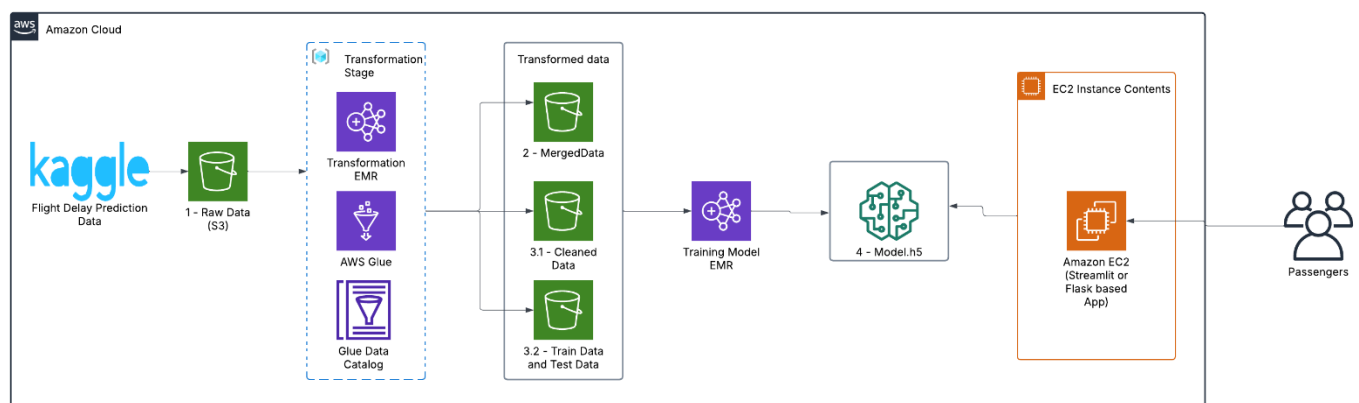 aws
Amazon Cloud
kaggle
Flight Delay Prediction
Data
1 - Raw Data
(S3)
Transformation
Stage
Transformation
EMR
AWS Glue
Glue Data
Catalog
Transformed data
2 - MergedData
3.1 - Cleaned
Data
3.2 - Train Data
and Test Data
Training Model
EMR
4 - Model.h5
EC2 Instance Contents
Amazon EC2
(Streamlit or
Flask based
App)
Passengers